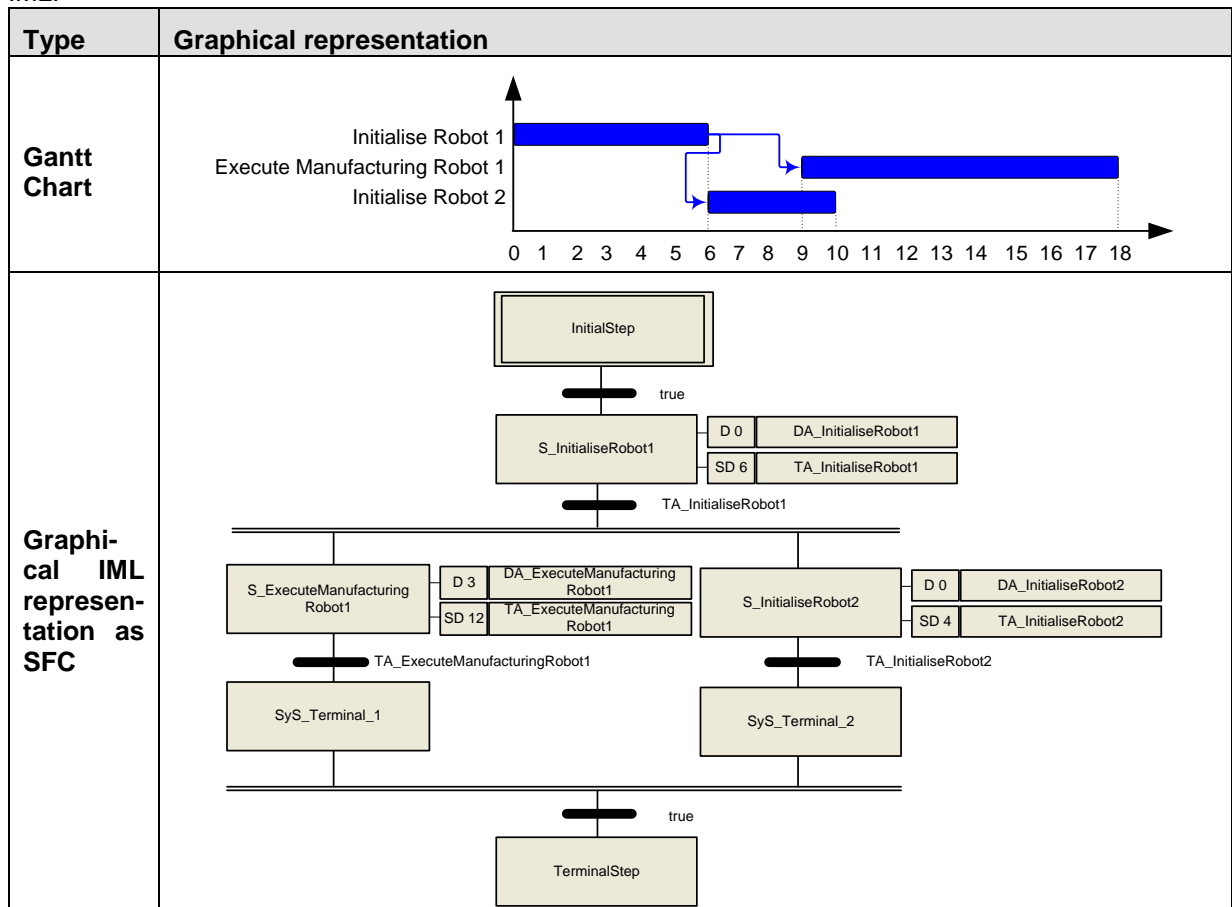 Type
Graphical representation
Gantt
Chart
Initialise Robot 1
Execute Manufacturing Robot 1
Initialise Robot 2
0 1 2 3 4 5 6 7 8 9 10 11 12 13 14 15 16 17 18
Graphi-
cal IML
represen-
tation as
SFC
InitialStep
true
S_InitialiseRobot1
D 0
DA_InitialiseRobot1
SD 6
TA_InitialiseRobot1
TA_InitialiseRobot1
S_ExecuteManufacturing
Robot1
D 3
DA_ExecuteManufacturing
Robot1
SD 12
TA_ExecuteManufacturing
Robot1
S_InitialiseRobot2
D 0
DA_InitialiseRobot2
SD 4
TA_InitialiseRobot2
TA_ExecuteManufacturingRobot1
TA_InitialiseRobot2
SyS_Terminal_1
SyS_Terminal_2
true
TerminalStep